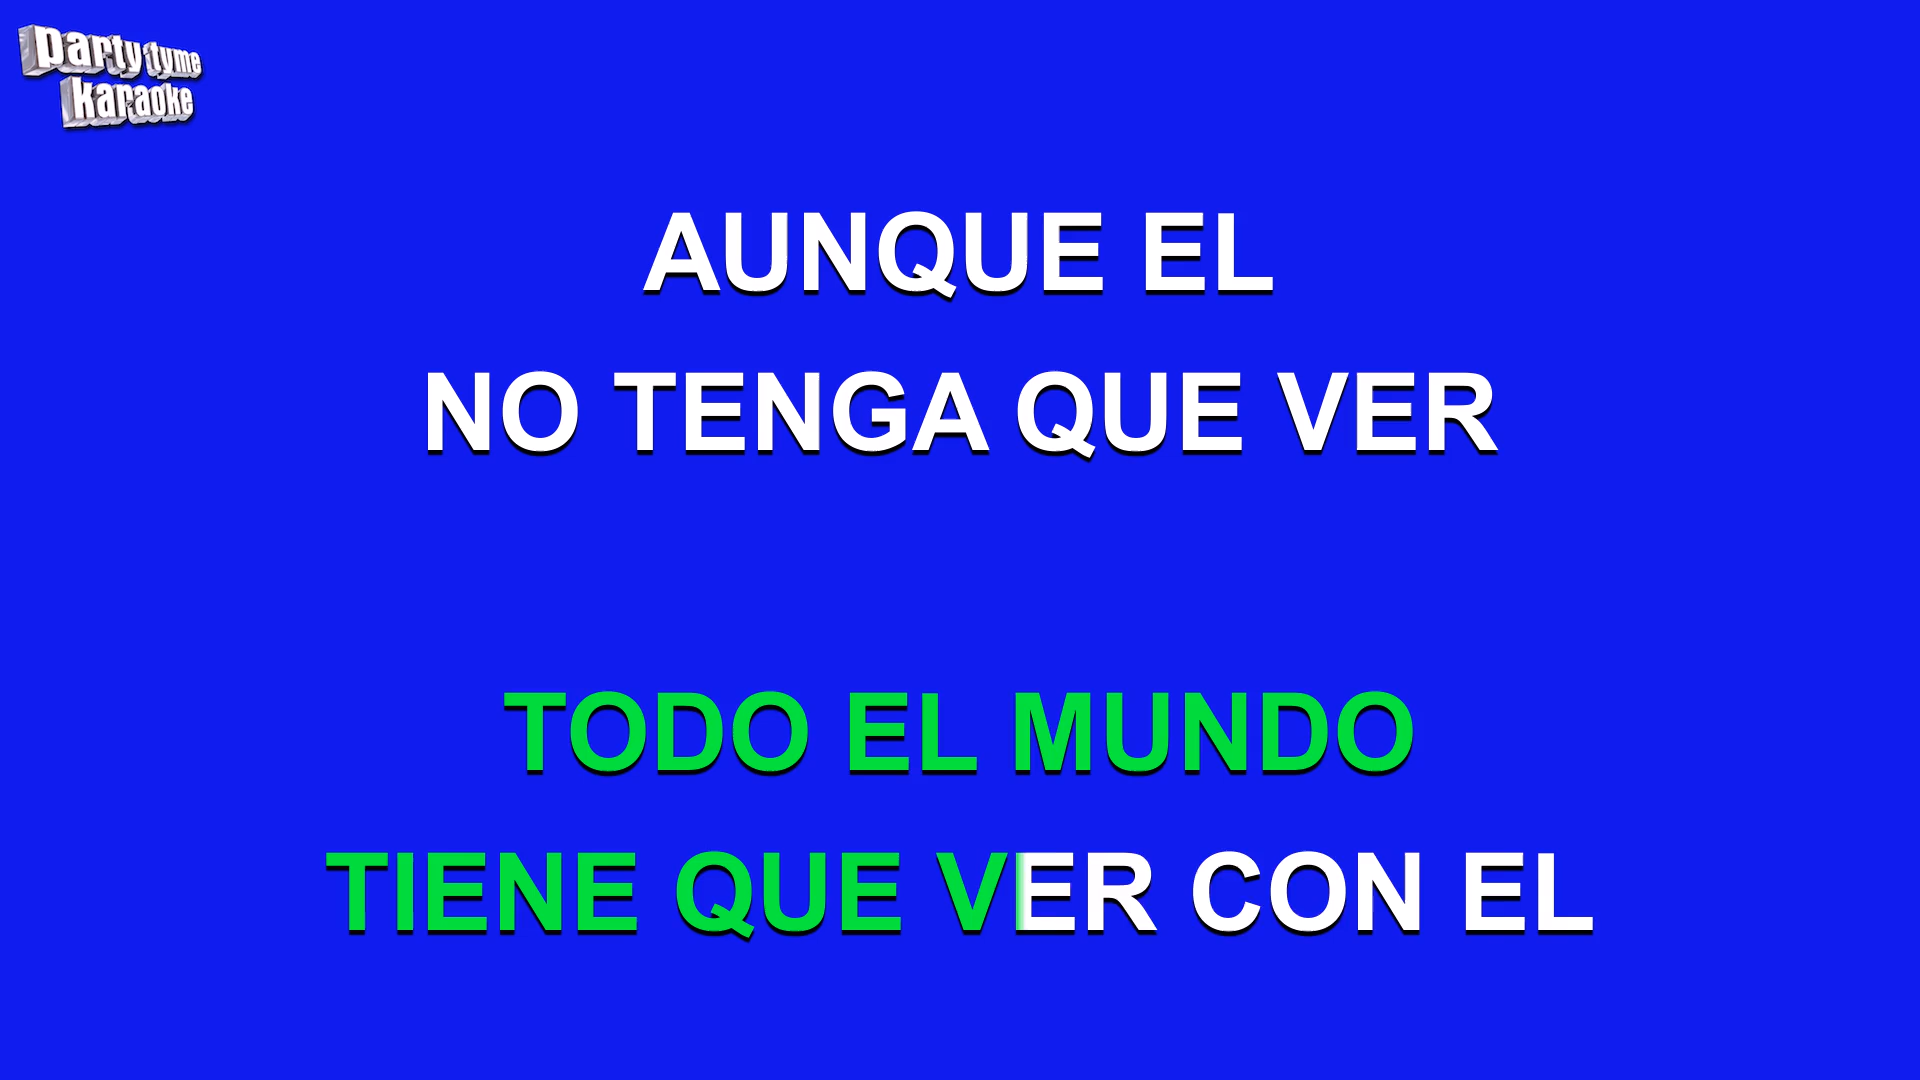 party tyme
karaoke
AUNQUE EL
NO TENGA QUE VER
TODO EL MUNDO
TIENE QUE VER CON EL